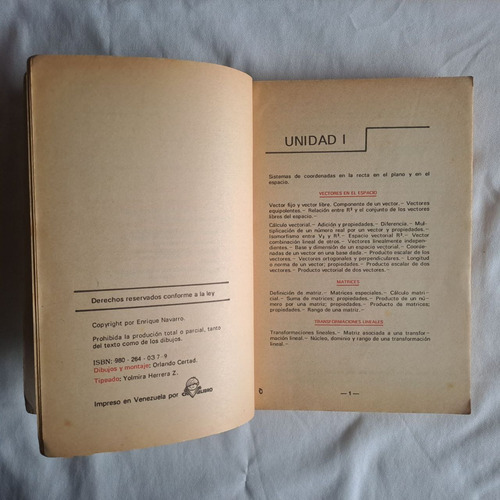 Derechos reservados conforme a la ley
Copyright por Enrique Navarro.
Prohibida la producción total o parcial, tanto
del texto como de los dibujos.
ISBN: 980 - 264 - 037-9
Dibujos y montaje: Orlando Certad.
Tipeado: Yolmira Herrera Z.
Impreso en Venezuela por
UNIDAD I
Sistemas de coordenadas en la recta en el plano y en el
espacio.
VECTORES EN EL ESPACIO
Vector fijo y vector libre. Componente de un vector.- Vectores
equipolentes.- Relación entre R³ y el conjunto de los vectores
libres del espacio.
Cálculo vectorial.- Adición y propiedades.- Diferencia.- Mul-
tiplicación de un número real por un vector y propiedades.-
Isomorfismo entre V₃ y R³.- Espacio vectorial R³.- Vector
combinación lineal de otros.- Vectores linealmente indepen-
dientes.- Base y dimensión de un espacio vectorial.- Coorde-
nadas de un vector en una base dada.- Producto escalar de los
vectores.- Vectores ortogonales y perpendiculares.- Longitud
o norma de un vector; propiedades.- Producto escalar de dos
vectores.- Producto vectorial de dos vectores.
MATRICES
Definición de matriz.- Matrices especiales.- Cálculo matri-
cial.- Suma de matrices; propiedades.- Producto de un número
por una matriz; propiedades.- Producto de matrices;
propiedades.- Rango de una matriz.
TRANSFORMACIONES LINEALES
Transformaciones lineales.- Matriz asociada a una transfor-
mación lineal.- Núcleo, dominio y rango de una transformación
lineal.
— 1 —